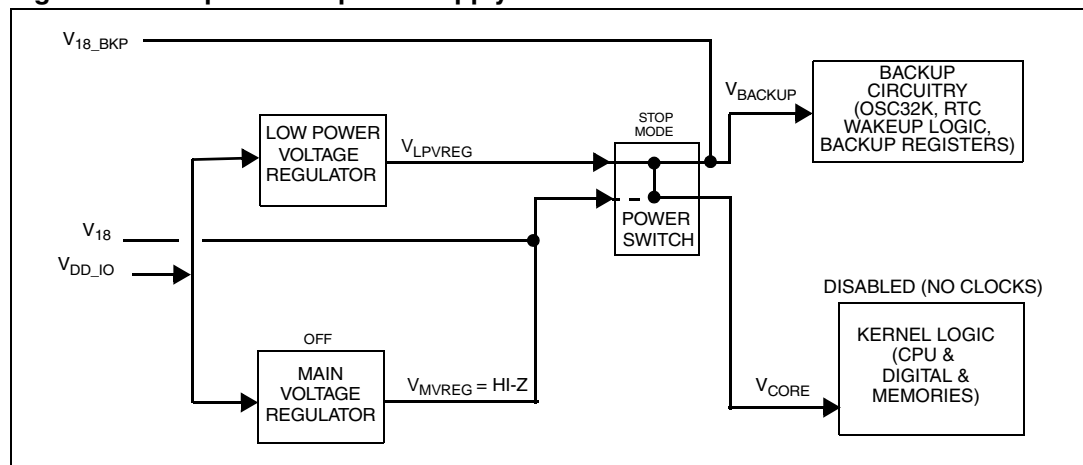 V18_BKP
BACKUP
CIRCUITRY
(OSC32K, RTC
WAKEUP LOGIC,
BACKUP REGISTERS)
VBACKUP
STOP
MODE
LOW POWER
VOLTAGE
REGULATOR
VLPVREG
POWER
SWITCH
V18
VDD_IO
DISABLED (NO CLOCKS)
OFF
MAIN
VOLTAGE
REGULATOR
VMVREG = HI-Z
VCORE
KERNEL LOGIC
(CPU &
DIGITAL &
MEMORIES)